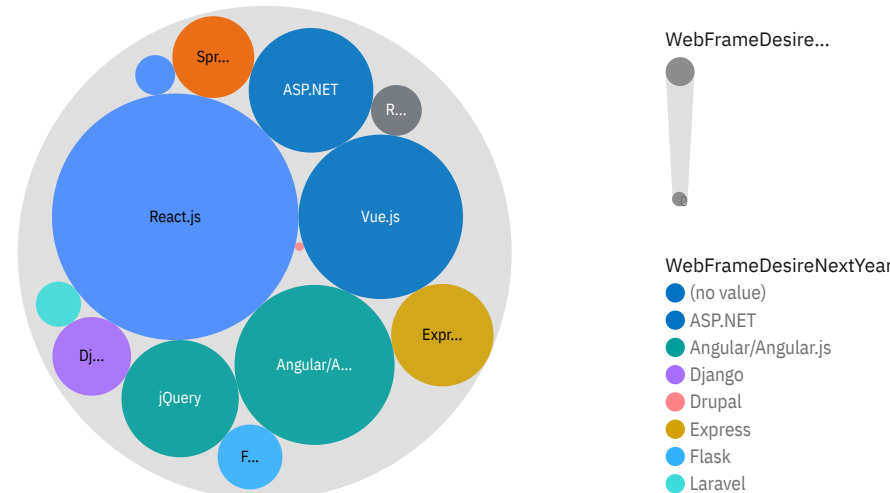 Spr...
ASP.NET
R...
React.js
Vue.js
Expr...
Angular/A...
Dj...
jQuery
F...
WebFrameDesire...
0
WebFrameDesireNextYear
(no value)
ASP.NET
Angular/Angular.js
Django
Drupal
Express
Flask
Laravel